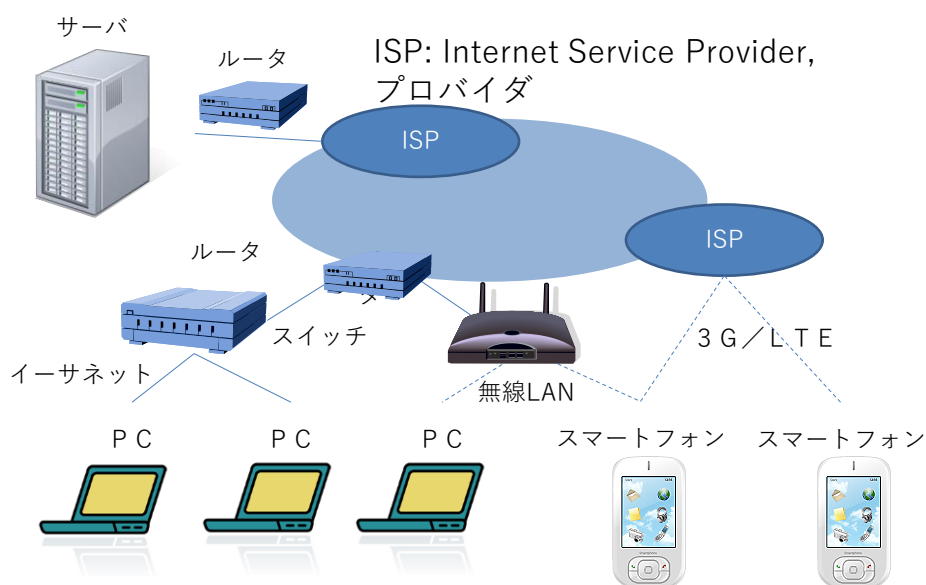 サーバ
ルータ
ISP: Internet Service Provider,
プロバイダ
ISP
ISP
ルータ
スイッチ
イーサネット
無線LAN
３Ｇ／ＬＴＥ
ＰＣ
ＰＣ
ＰＣ
スマートフォン
スマートフォン